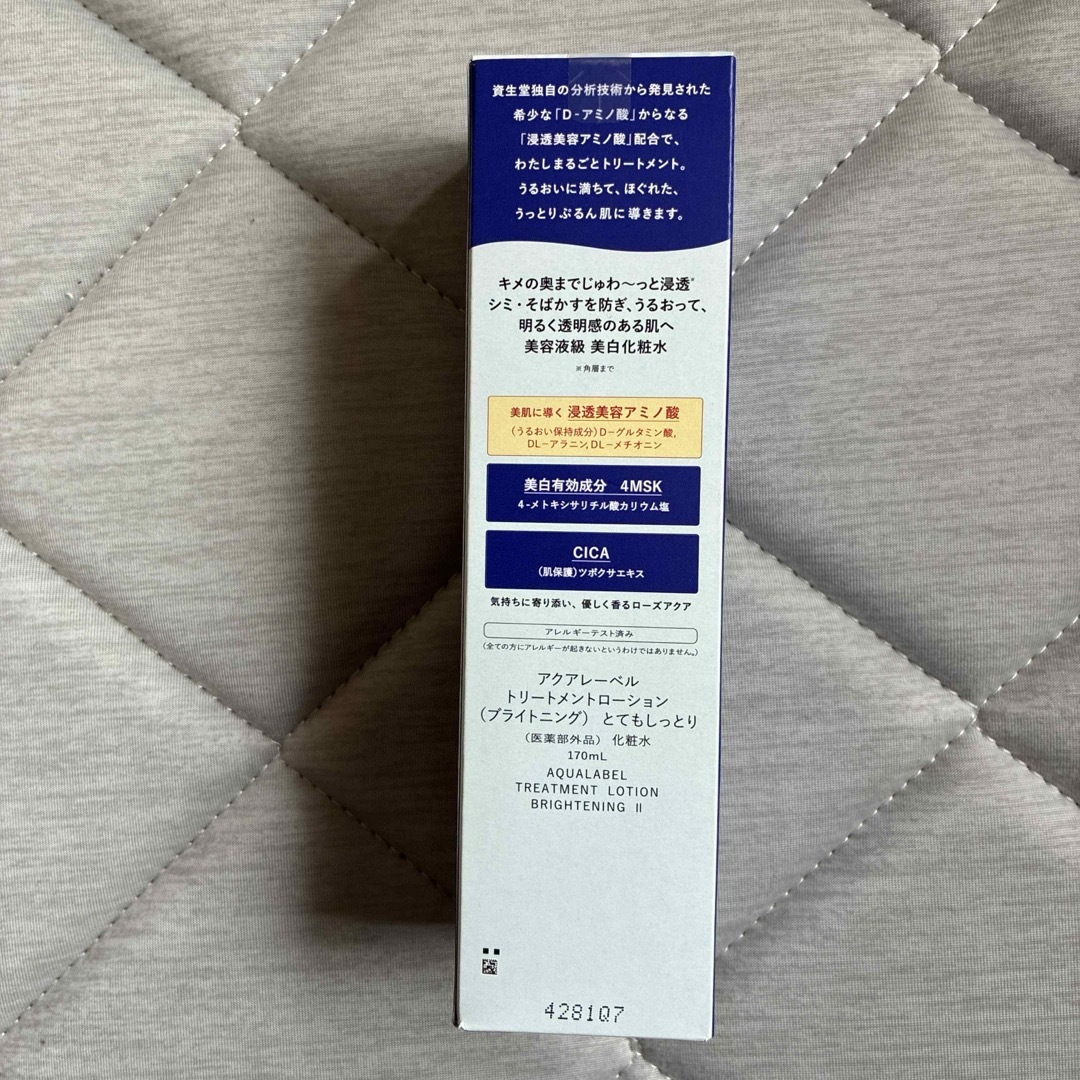 資生堂独自の分析技術から発見された
希少な「D-アミノ酸」からなる
「浸透美容アミノ酸」配合で、
わたしまるごとトリートメント。
うるおいに満ちて、ほぐれた、
うっとりぷるん肌に導きます。
キメの奥までじゅわ〜っと浸透※
シミ・そばかすを防ぎ、うるおって、
明るく透明感のある肌へ
美容液級 美白化粧水
※角層まで
美肌に導く 浸透美容アミノ酸
(うるおい保持成分)D-グルタミン酸,
DL-アラニン,DL-メチオニン
美白有効成分 4MSK
4-メトキシサリチル酸カリウム塩
CICA
(肌保護)ツボクサエキス
気持ちに寄り添い、優しく香るローズアクア
アレルギーテスト済み
(全ての方にアレルギーが起きないというわけではありません。)
アクアレーベル
トリートメントローション
(ブライトニング) とてもしっとり
(医薬部外品) 化粧水
170mL
AQUALABEL
TREATMENT LOTION
BRIGHTENING II
4281Q7